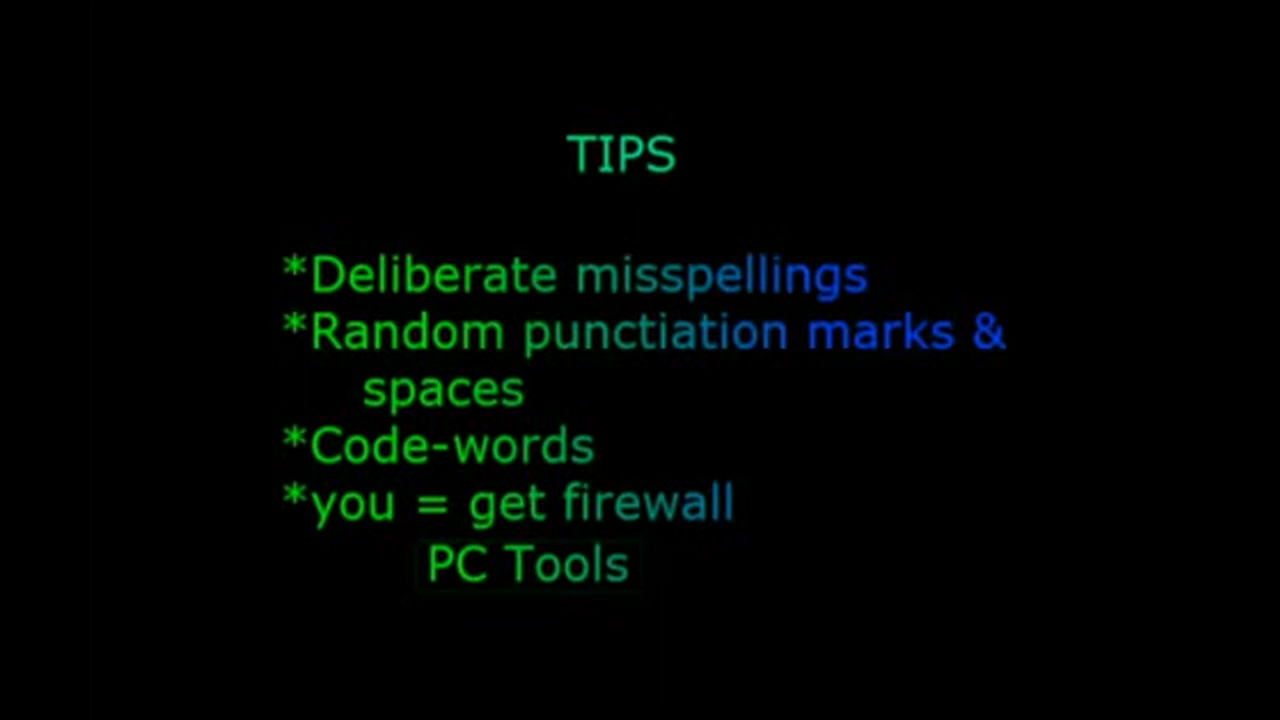 TIPS
*Deliberate misspellings
*Random punctiation marks &
spaces
*Code-words
*you = get firewall
PC Tools